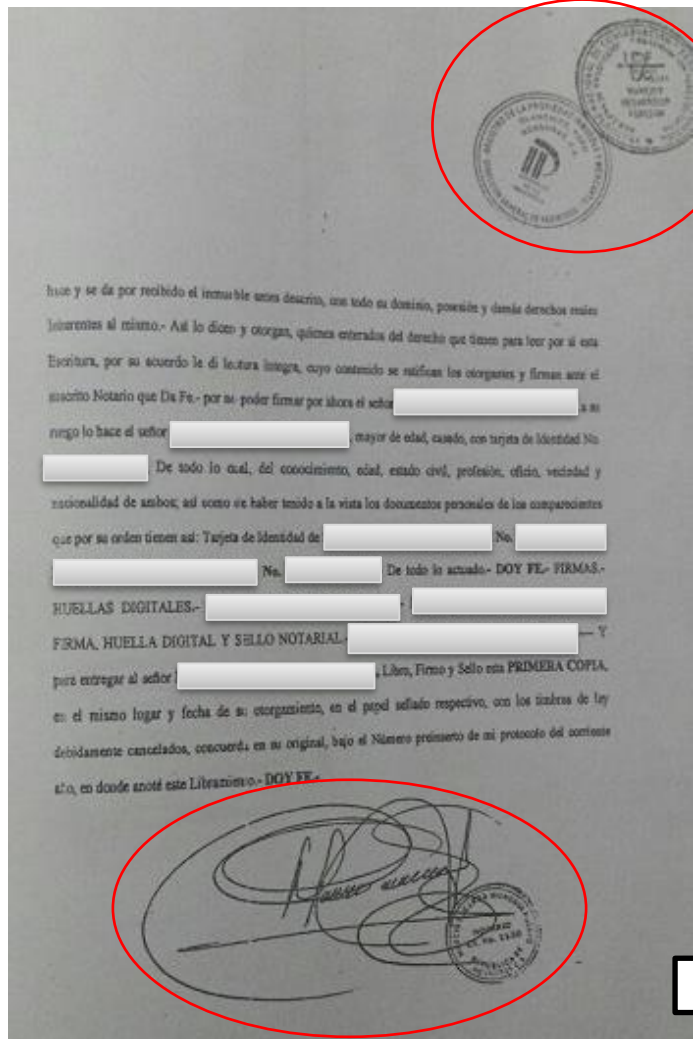 REGISTRO DE LA PROPIEDAD INMUEBLE Y MERCANTIL
HONDURAS, C.A.
hace y se da por recibido el inmueble antes descrito, con todo su dominio, posesión y demás derechos reales
inherentes al mismo.- Así lo dicen y otorgan, quienes enterados del derecho que tienen para leer por sí esta
Escritura, por su acuerdo le di lectura íntegra, cuyo contenido se ratifican los otorgantes y firman ante el
suscrito Notario que Da Fe.- por no poder firmar por ahora el señor a su
ruego lo hace el señor , mayor de edad, casado, con tarjeta de Identidad No.
De todo lo cual, del conocimiento, edad, estado civil, profesión, oficio, vecindad y
nacionalidad de ambos; así como de haber tenido a la vista los documentos personales de los comparecientes
que por su orden tienen así: Tarjeta de Identidad de No.
No. De todo lo actuado.- DOY FE.- FIRMAS.-
HUELLAS DIGITALES.- .-
FIRMA, HUELLA DIGITAL Y SELLO NOTARIAL.- Y
para entregar al señor , Libro, Firmo y Sello esta PRIMERA COPIA,
en el mismo lugar y fecha de su otorgamiento, en el papel sellado respectivo, con los timbres de ley
debidamente cancelados, concuerda en su original, bajo el Número preinserto de mi protocolo del corriente
año, en donde anoté este Libramiento.- DOY FE.-